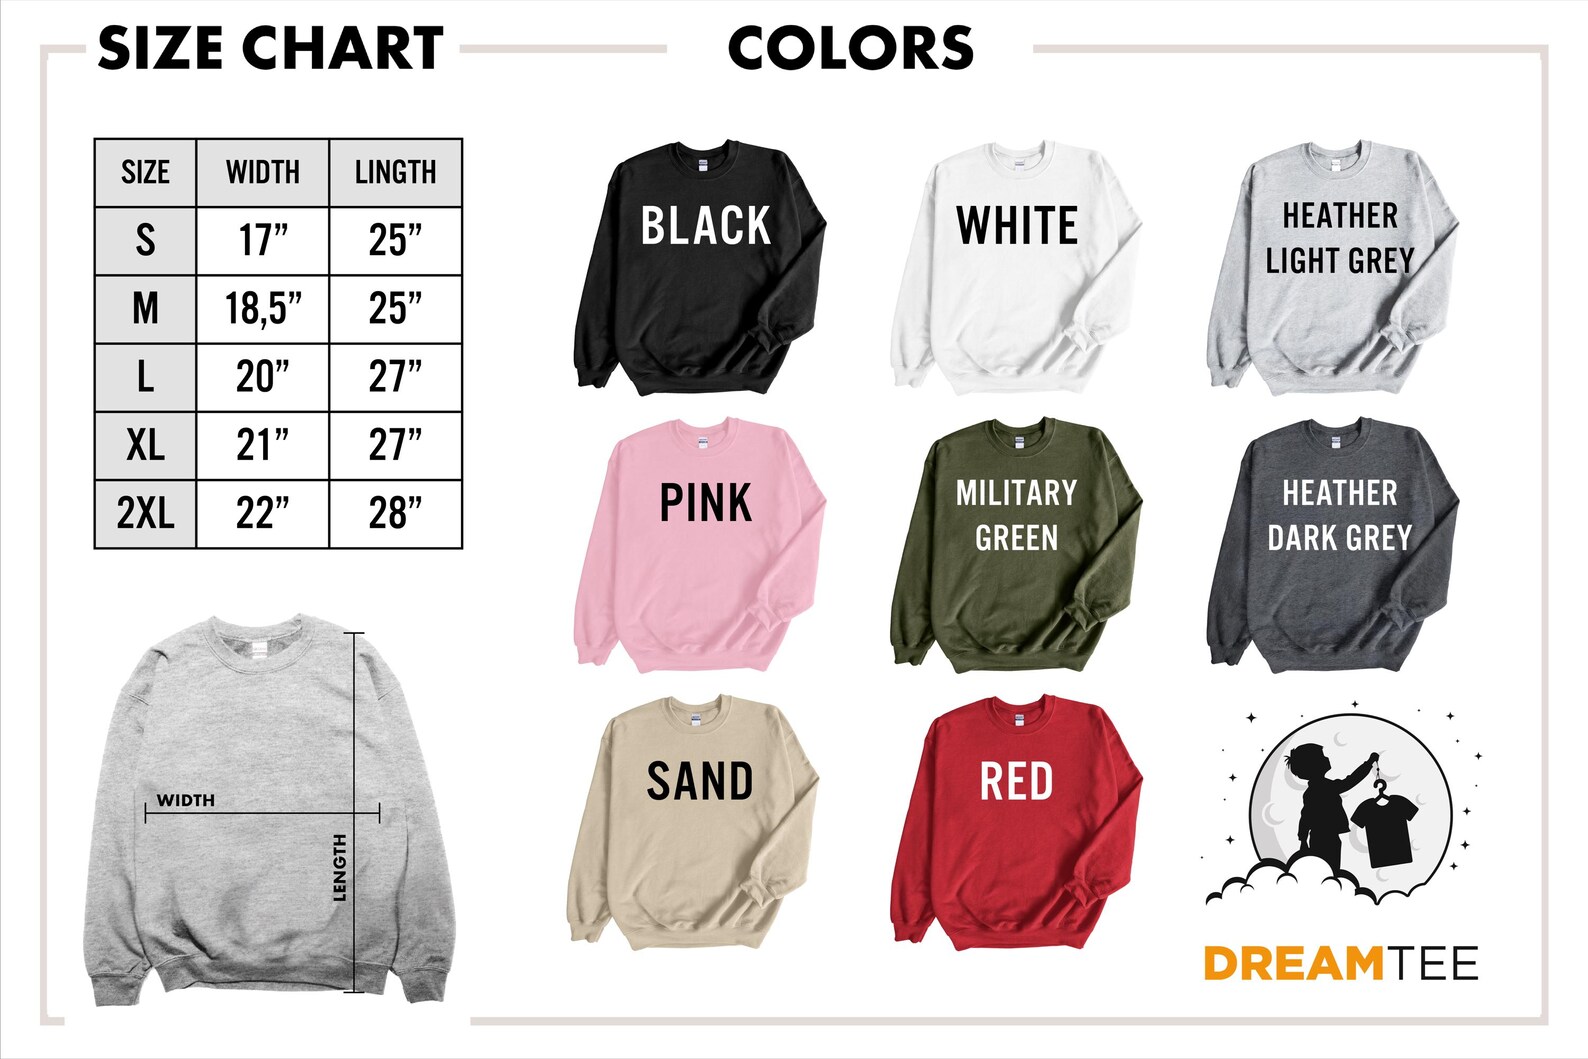 SIZE CHART
COLORS
SIZE WIDTH LINGTH
S 17” 25”
M 18,5” 25”
L 20” 27”
XL 21” 27”
2XL 22” 28”
WIDTH
LENGTH
BLACK
WHITE
HEATHER
LIGHT GREY
PINK
MILITARY
GREEN
HEATHER
DARK GREY
SAND
RED
DREAMTEE